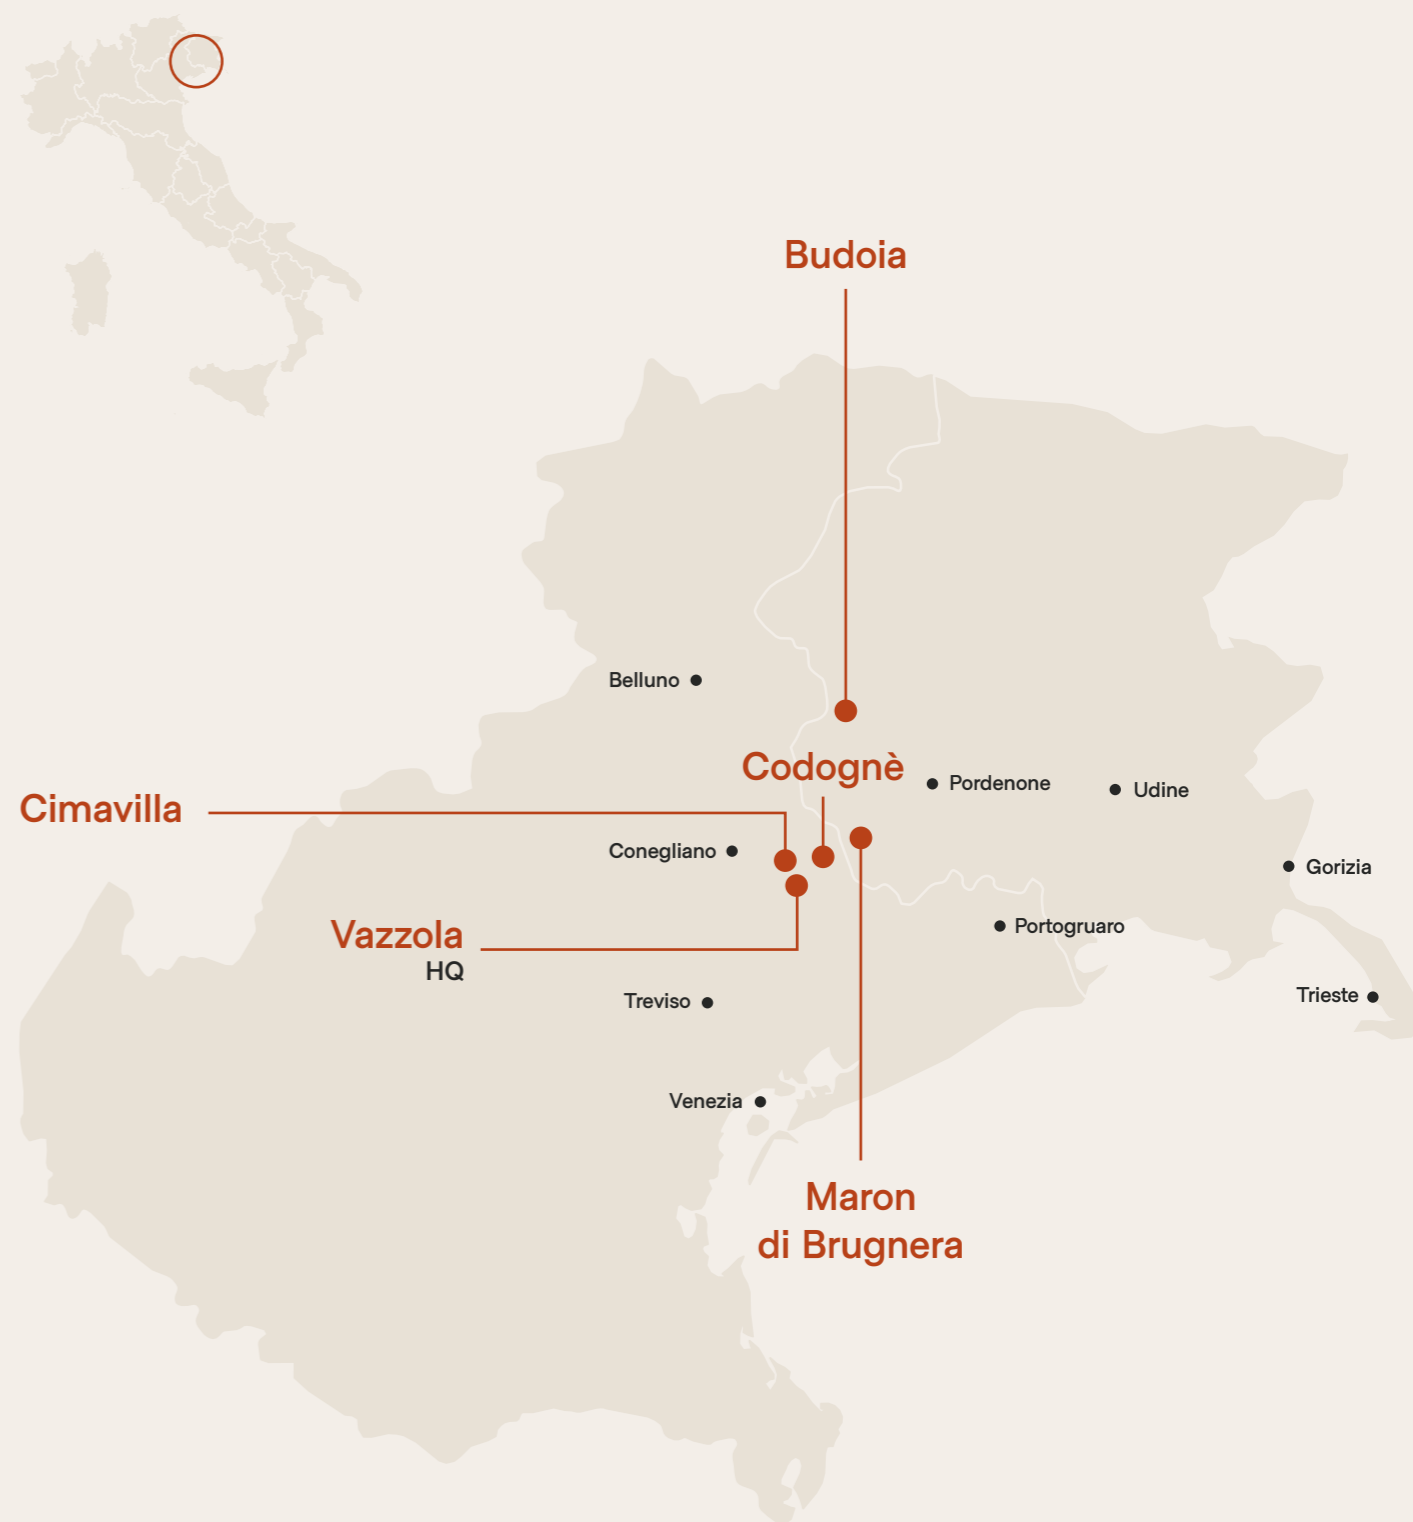 Budoia
Belluno
Codognè
Pordenone
Udine
Cimavilla
Conegliano
Gorizia
Vazzola
HQ
Portogruaro
Treviso
Trieste
Venezia
Maron
di Brugnera